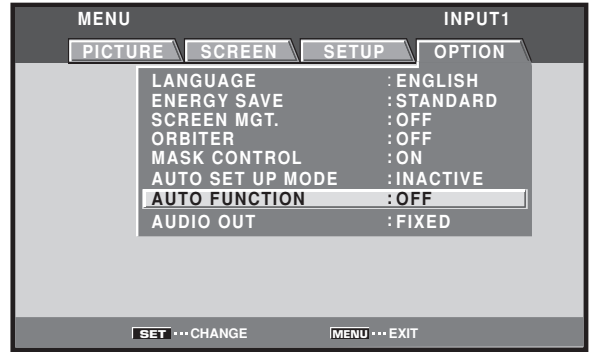 MENU INPUT1
PICTURE SCREEN SETUP OPTION
LANGUAGE :ENGLISH
ENERGY SAVE :STANDARD
SCREEN MGT. :OFF
ORBITER :OFF
MASK CONTROL :ON
AUTO SET UP MODE :INACTIVE
AUTO FUNCTION :OFF
AUDIO OUT :FIXED
SET ··· CHANGE MENU ··· EXIT